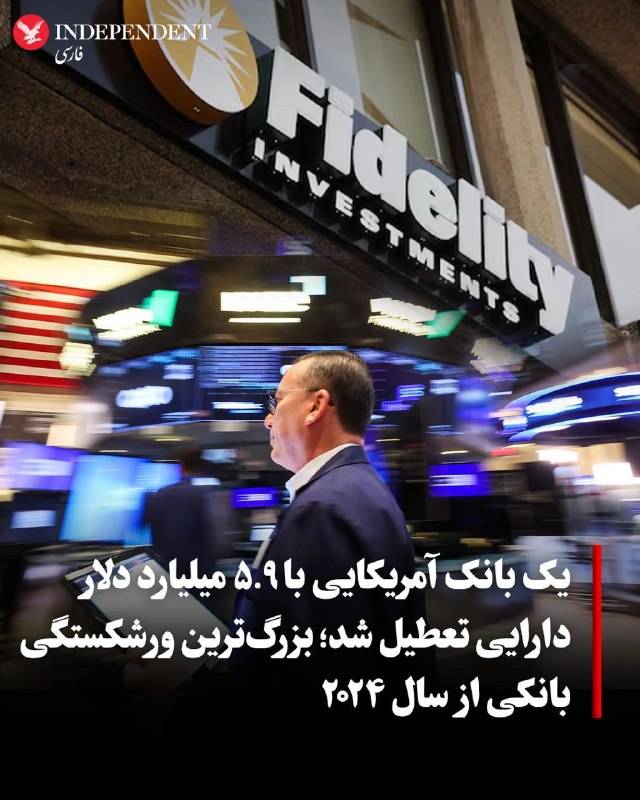 INDEPENDENT
فارسی
Fidelity
INVESTMENTS
یک بانک آمریکایی با ۵.۹ میلیارد دلار
دارایی تعطیل شد؛ بزرگ‌ترین ورشکستگی
بانکی از سال ۲۰۲۴